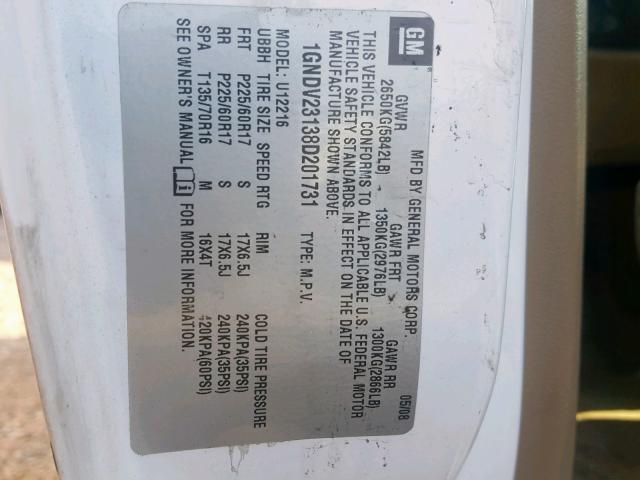 GM
MFD BY GENERAL MOTORS CORP. 05/08
GVWR GAWR FRT GAWR RR
2650KG(5842LB) 1350KG(2976LB) 1300KG(2866LB)
THIS VEHICLE CONFORMS TO ALL APPLICABLE U.S. FEDERAL MOTOR
VEHICLE SAFETY STANDARDS IN EFFECT ON THE DATE OF
MANUFACTURE SHOWN ABOVE.
1GNDV23138D201731 TYPE: M.P.V.
MODEL: U12216
UBBH TIRE SIZE SPEED RTG RIM COLD TIRE PRESSURE
FRT P225/60R17 S 17X6.5J 240KPA(35PSI)
RR P225/60R17 S 17X6.5J 240KPA(35PSI)
SPA T135/70R16 M 16X4T 420KPA(60PSI)
SEE OWNER'S MANUAL FOR MORE INFORMATION.